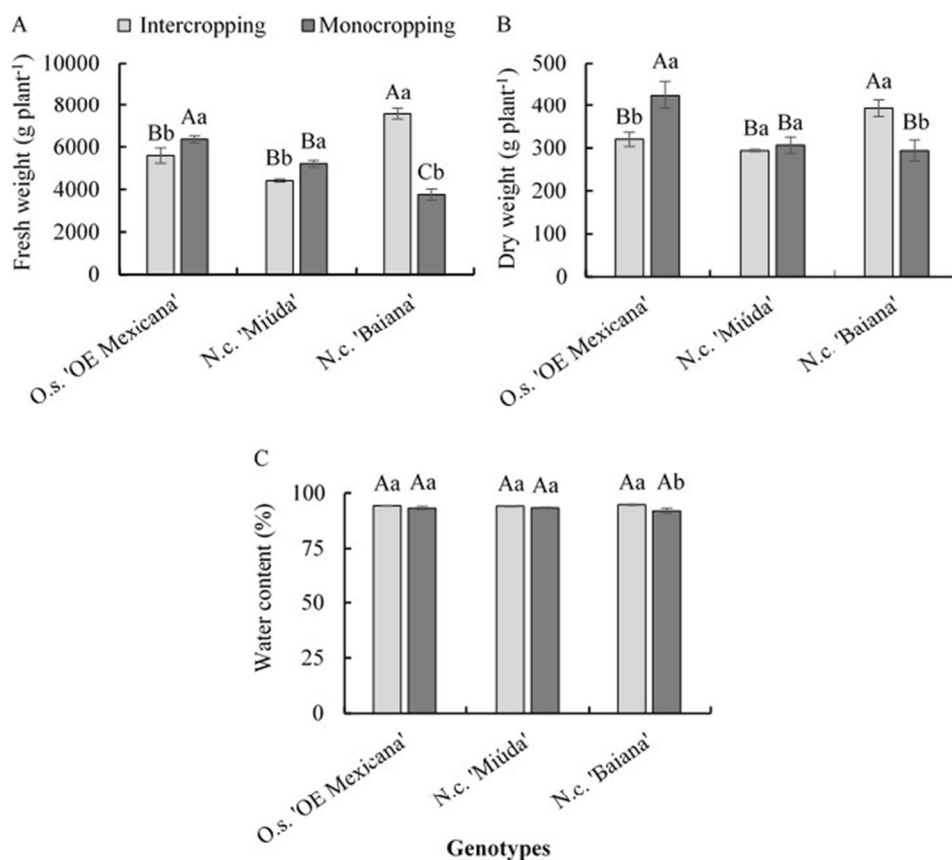 A
Intercropping
Monocropping
B
Fresh weight (g plant⁻¹)
10000
8000
6000
4000
2000
0
Bb
Aa
Bb
Ba
Aa
Cb
O.s. 'OE Mexicana'
N.c. 'Miúda'
N.c. 'Baiana'
Dry weight (g plant⁻¹)
500
400
300
200
100
0
Bb
Aa
Ba
Ba
Aa
Bb
O.s. 'OE Mexicana'
N.c. 'Miúda'
N.c. 'Baiana'
C
Water content (%)
100
75
50
25
0
Aa
Aa
Aa
Aa
Aa
Ab
O.s. 'OE Mexicana'
N.c. 'Miúda'
N.c. 'Baiana'
Genotypes